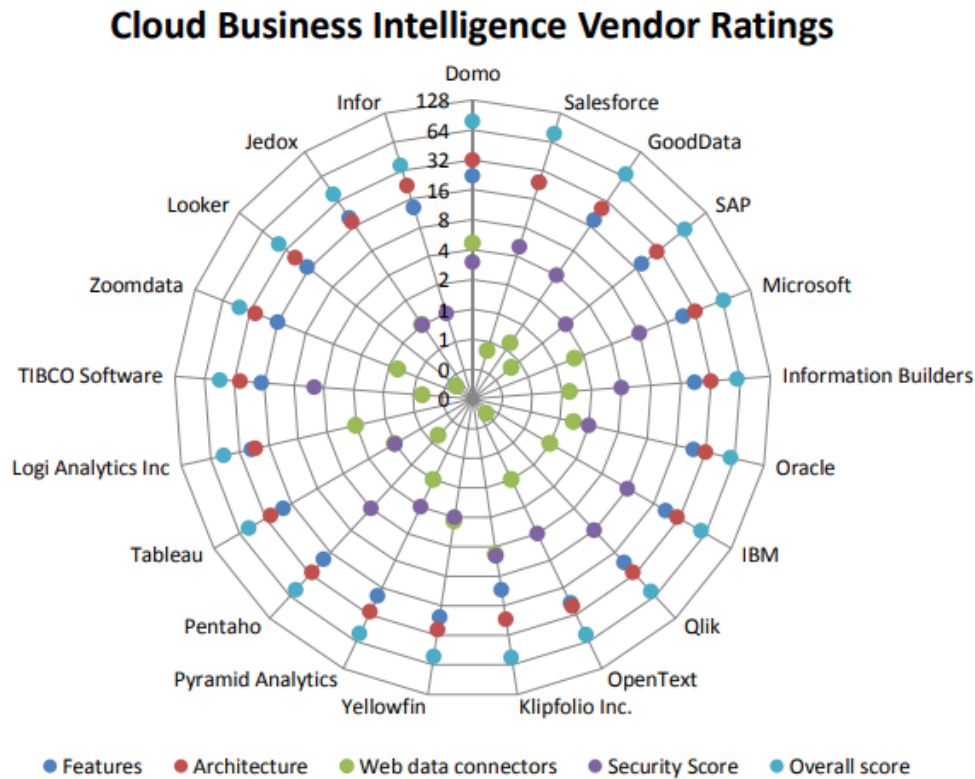 Cloud Business Intelligence Vendor Ratings
Domo
Salesforce
GoodData
SAP
Microsoft
Information Builders
Oracle
IBM
Qlik
OpenText
Klipfolio Inc.
Yellowfin
Pyramid Analytics
Pentaho
Tableau
Logi Analytics Inc
TIBCO Software
Zoomdata
Looker
Jedox
Infor
128
64
32
16
8
4
2
1
1
0
0
Features Architecture Web data connectors Security Score Overall score